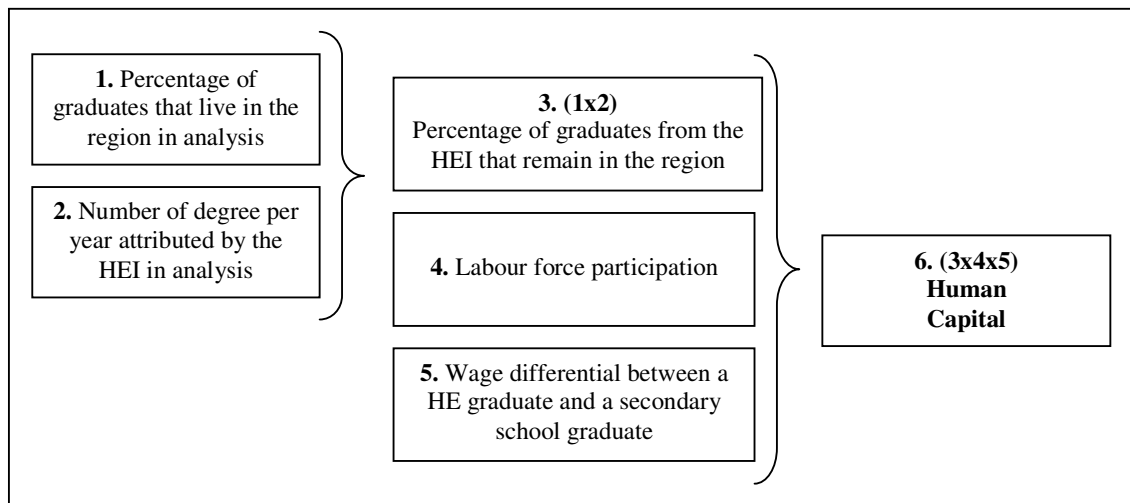 1. Percentage of
graduates that live in the
region in analysis
2. Number of degree per
year attributed by the
HEI in analysis
3. (1x2)
Percentage of graduates from the
HEI that remain in the region
4. Labour force participation
5. Wage differential between a
HE graduate and a secondary
school graduate
6. (3x4x5)
Human
Capital